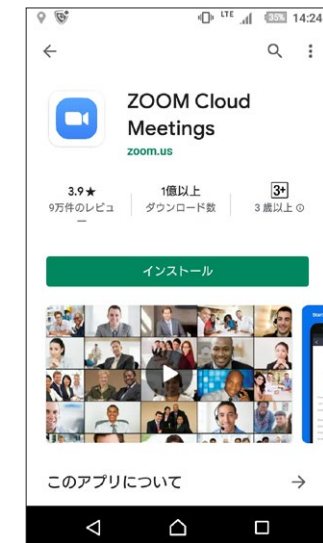 LTE 35% 14:24
ZOOM Cloud
Meetings
zoom.us
3.9★ 1億以上 3+
9万件のレビュ ダウンロード数 3 歳以上
ー
インストール
このアプリについて